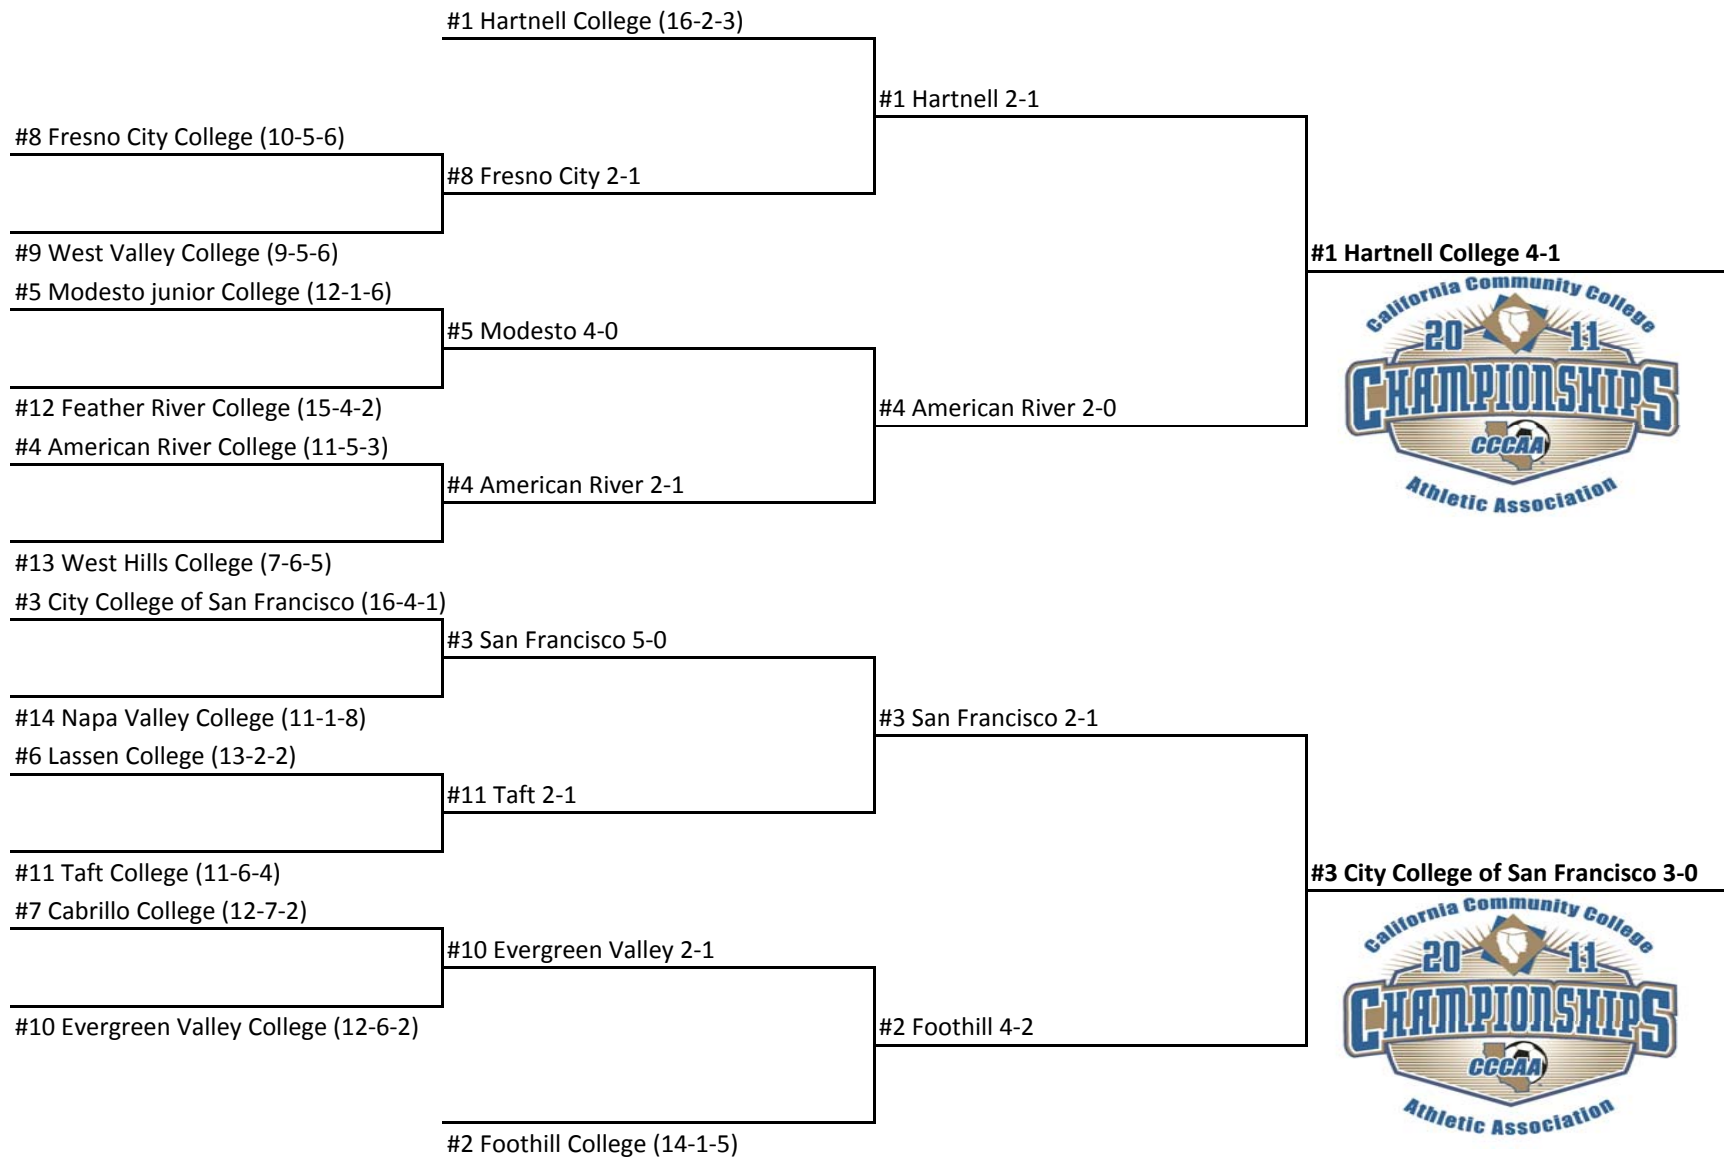 #1 Hartnell College (16-2-3)
#1 Hartnell 2-1
#8 Fresno City College (10-5-6)
#8 Fresno City 2-1
#9 West Valley College (9-5-6)
#1 Hartnell College 4-1
#5 Modesto junior College (12-1-6)
#5 Modesto 4-0
#12 Feather River College (15-4-2)
#4 American River 2-0
#4 American River College (11-5-3)
#4 American River 2-1
#13 West Hills College (7-6-5)
California Community College
20 11
CHAMPIONSHIPS
CCCAA
Athletic Association
#3 City College of San Francisco (16-4-1)
#3 San Francisco 5-0
#14 Napa Valley College (11-1-8)
#3 San Francisco 2-1
#6 Lassen College (13-2-2)
#11 Taft 2-1
#11 Taft College (11-6-4)
#3 City College of San Francisco 3-0
#7 Cabrillo College (12-7-2)
#10 Evergreen Valley 2-1
#10 Evergreen Valley College (12-6-2)
#2 Foothill 4-2
#2 Foothill College (14-1-5)
California Community College
20 11
CHAMPIONSHIPS
CCCAA
Athletic Association